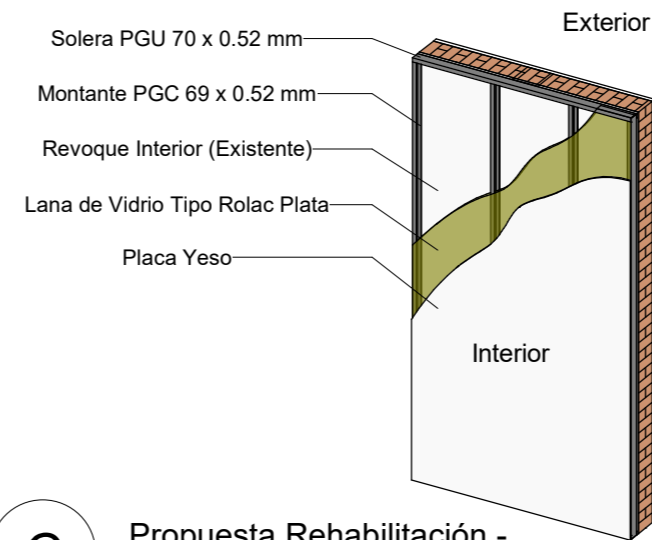 Exterior
Solera PGU 70 x 0.52 mm
Montante PGC 69 x 0.52 mm
Revoque Interior (Existente)
Lana de Vidrio Tipo Rolac Plata
Placa Yeso
Interior
Propuesta Rehabilitación -